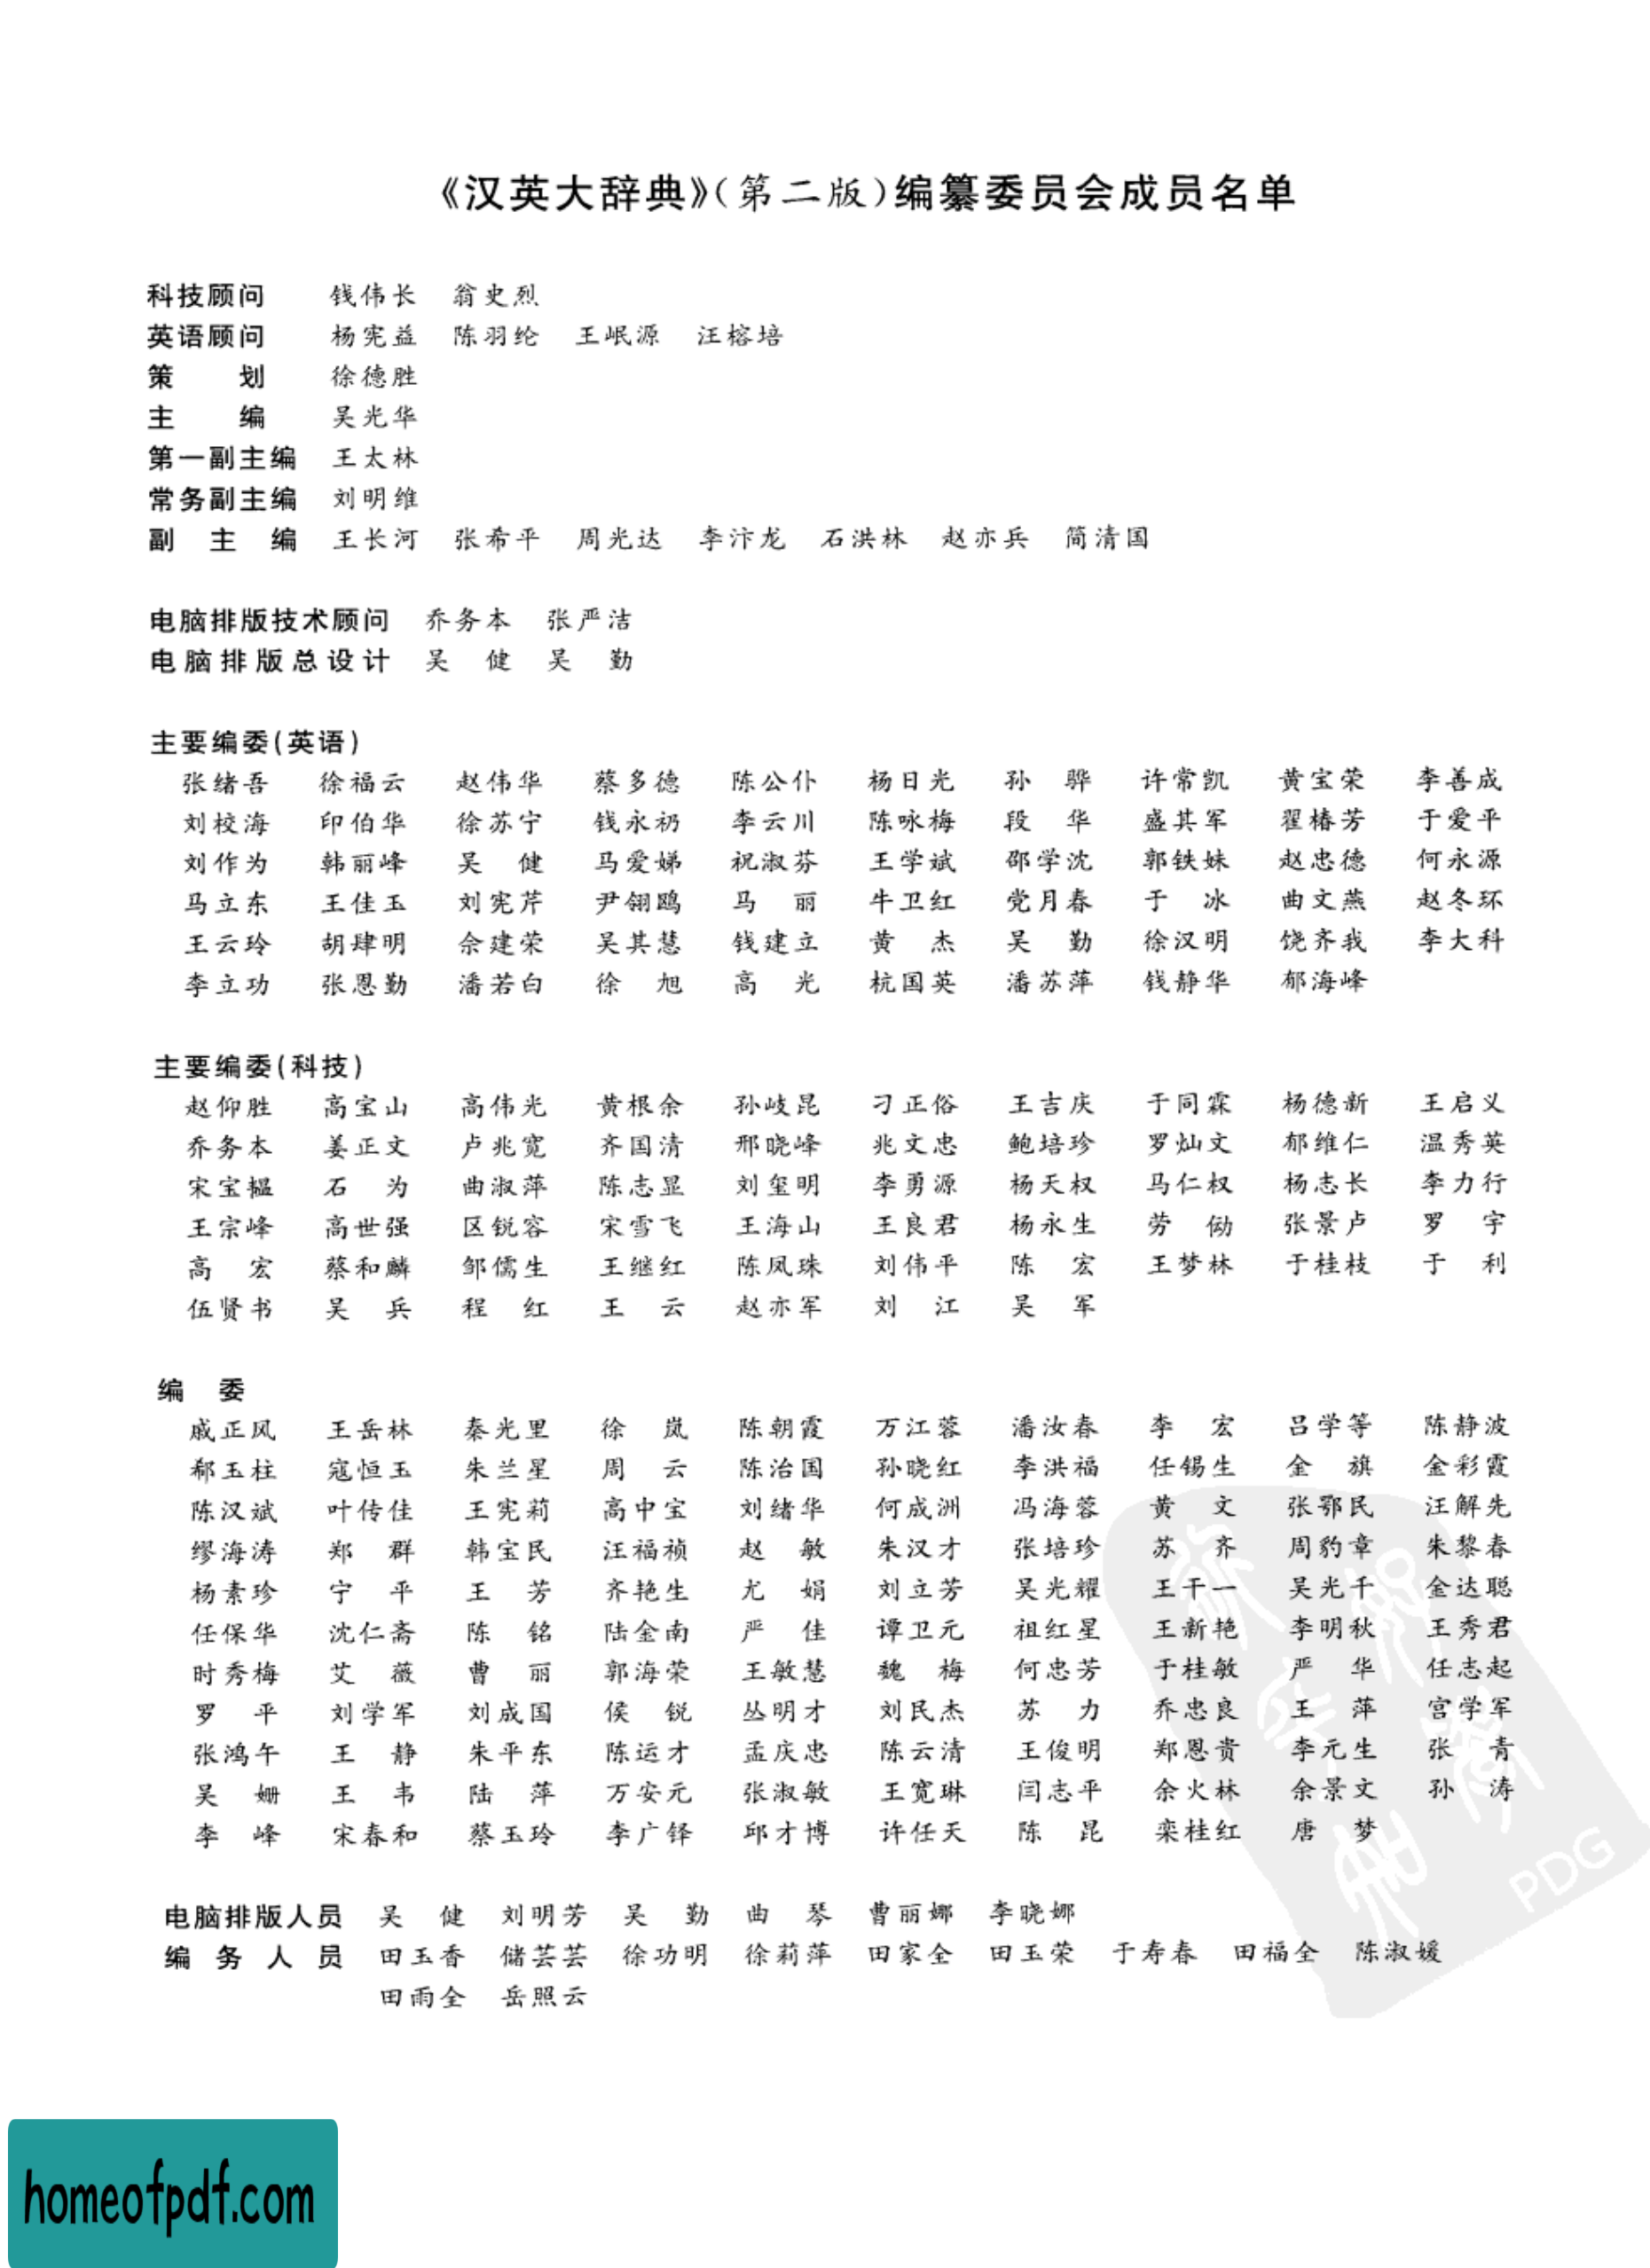 《汉英大辞典》(第二版)编纂委员会成员名单
科技顾问 钱伟长 翁史烈
英语顾问 杨宪益 陈羽纶 王岷源 汪榕培
策 划 徐德胜
主 编 吴光华
第一副主编 王太林
常务副主编 刘明维
副 主 编 王长河 张希平 周光达 李汴龙 石洪林 赵亦兵 简清国
电脑排版技术顾问 乔务本 张严洁
电脑排版总设计 吴 健 吴 勤
主要编委(英语)
张绪吾 徐福云 赵伟华 蔡多德 陈公仆 杨日光 孙 骅 许常凯 黄宝荣 李善成
刘校海 印伯华 徐苏宁 钱永礽 李云川 陈咏梅 段 华 盛其军 翟椿芳 于爱平
刘作为 韩丽峰 吴 健 马爱娣 祝淑芬 王学斌 邵学沈 郭铁妹 赵忠德 何永源
马立东 王佳玉 刘宪芹 尹翎鸥 马 丽 牛卫红 党月春 于 冰 曲文燕 赵冬环
王云玲 胡肆明 佘建荣 吴其慧 钱建立 黄 杰 吴 勤 徐汉明 饶齐我 李大科
李立功 张恩勤 潘若白 徐 旭 高 光 杭国英 潘苏萍 钱静华 郁海峰
主要编委(科技)
赵仰胜 高宝山 高伟光 黄根余 孙岐昆 刁正俗 王吉庆 于同霖 杨德新 王启义
乔务本 姜正文 卢兆宽 齐国清 邢晓峰 兆文忠 鲍培珍 罗灿文 郁维仁 温秀英
宋宝韫 石 为 曲淑萍 陈志显 刘玺明 李勇源 杨天权 马仁权 杨志长 李力行
王宗峰 高世强 区锐容 宋雪飞 王海山 王良君 杨永生 劳 劬 张景卢 罗 宇
高 宏 蔡和麟 邹儒生 王继红 陈凤珠 刘伟平 陈 宏 王梦林 于桂枝 于 利
伍贤书 吴 兵 程 红 王 云 赵亦军 刘 江 吴 军
编 委
戚正风 王岳林 秦光里 徐 岚 陈朝霞 万江蓉 潘汝春 李 宏 吕学等 陈静波
郗玉柱 寇恒玉 朱兰星 周 云 陈治国 孙晓红 李洪福 任锡生 金 旗 金彩霞
陈汉斌 叶传佳 王宪莉 高中宝 刘绪华 何成洲 冯海蓉 黄 文 张鄂民 汪解先
缪海涛 郑 群 韩宝民 汪福祯 赵 敏 朱汉才 张培珍 苏 齐 周豹章 朱黎春
杨素珍 宁 平 王 芳 齐艳生 尤 娟 刘立芳 吴光耀 王干一 吴光千 金达聪
任保华 沈仁斋 陈 铭 陆金南 严 佳 谭卫元 祖红星 王新艳 李明秋 王秀君
时秀梅 艾 薇 曹 丽 郭海荣 王敏慧 魏 梅 何忠芳 于桂敏 严 华 任志起
罗 平 刘学军 刘成国 侯 锐 丛明才 刘民杰 苏 力 乔忠良 王 萍 宫学军
张鸿午 王 静 朱平东 陈运才 孟庆忠 陈云清 王俊明 郑恩贵 李元生 张 青
吴 姗 王 韦 陆 萍 万安元 张淑敏 王宽琳 闫志平 余火林 余景文 孙 涛
李 峰 宋春和 蔡玉玲 李广铎 邱才博 许任天 陈 昆 栾桂红 唐 梦
电脑排版人员 吴 健 刘明芳 吴 勤 曲 琴 曹丽娜 李晓娜
编 务 人 员 田玉香 储芸芸 徐功明 徐莉萍 田家全 田玉荣 于寿春 田福全 陈淑媛
田雨全 岳照云
PDG
homeofpdf.com